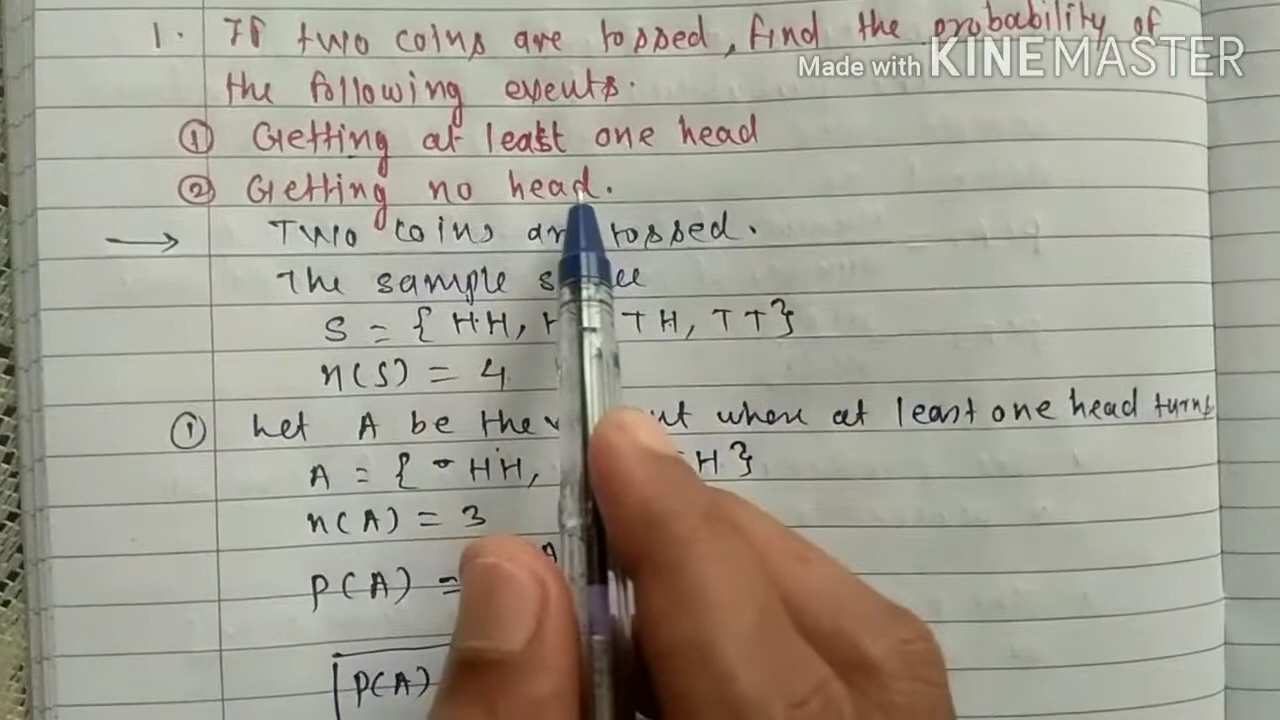 1. If two coins are tossed, find the probability of
Made with KINEMASTER
the following events.
① Getting at least one head
② Getting no head.
→ Two coins are tossed.
The sample
S = { HH, TH, TT}
n(S) = 4
① Let A be the where at least one head turns
A = { HH, H}
n(A) = 3
P(A) =
P(A)